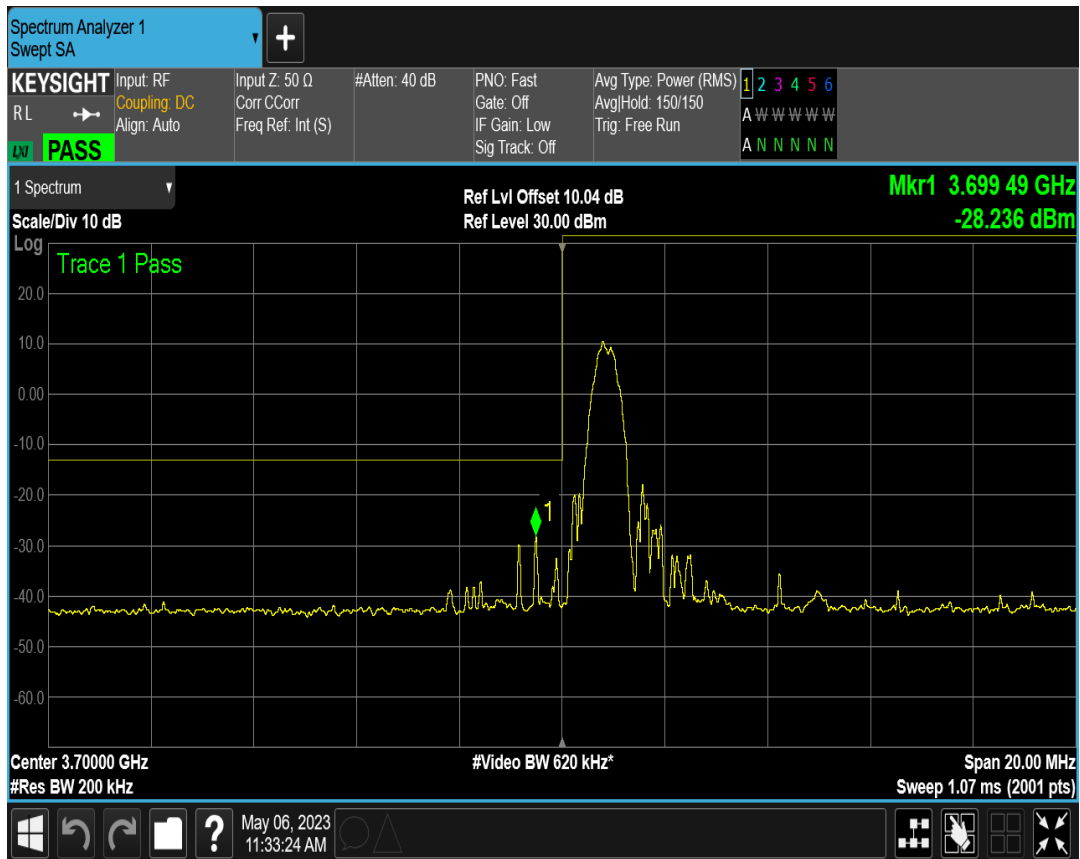 Spectrum Analyzer 1
Swept SA
+
KEYSIGHT
RL
LXI PASS
Input: RF
Coupling: DC
Align: Auto
Input Z: 50 Ω
Corr CCorr
Freq Ref: Int (S)
#Atten: 40 dB
PNO: Fast
Gate: Off
IF Gain: Low
Sig Track: Off
Avg Type: Power (RMS)
Avg|Hold: 150/150
Trig: Free Run
1 2 3 4 5 6
A W W W W W
A N N N N N
1 Spectrum
Scale/Div 10 dB
Ref Lvl Offset 10.04 dB
Ref Level 30.00 dBm
Mkr1 3.699 49 GHz
-28.236 dBm
Log
Trace 1 Pass
20.0
10.0
0.00
-10.0
-20.0
1
-30.0
-40.0
-50.0
-60.0
Center 3.70000 GHz
#Res BW 200 kHz
#Video BW 620 kHz*
Span 20.00 MHz
Sweep 1.07 ms (2001 pts)
?
May 06, 2023
11:33:24 AM